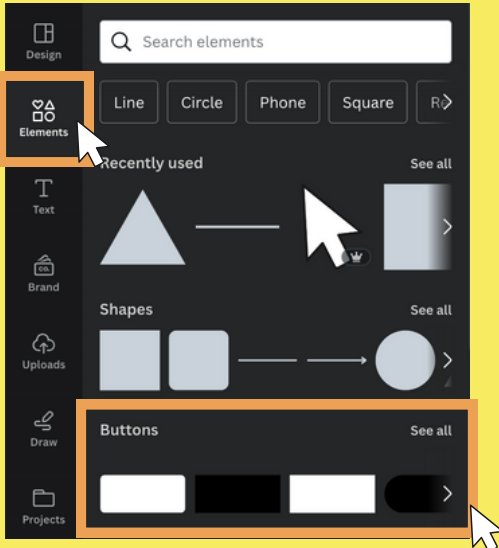 Design
Search elements
Elements
Line
Circle
Phone
Square
Recently used
See all
Text
Brand
CO.
Shapes
See all
Uploads
Buttons
See all
Draw
Projects